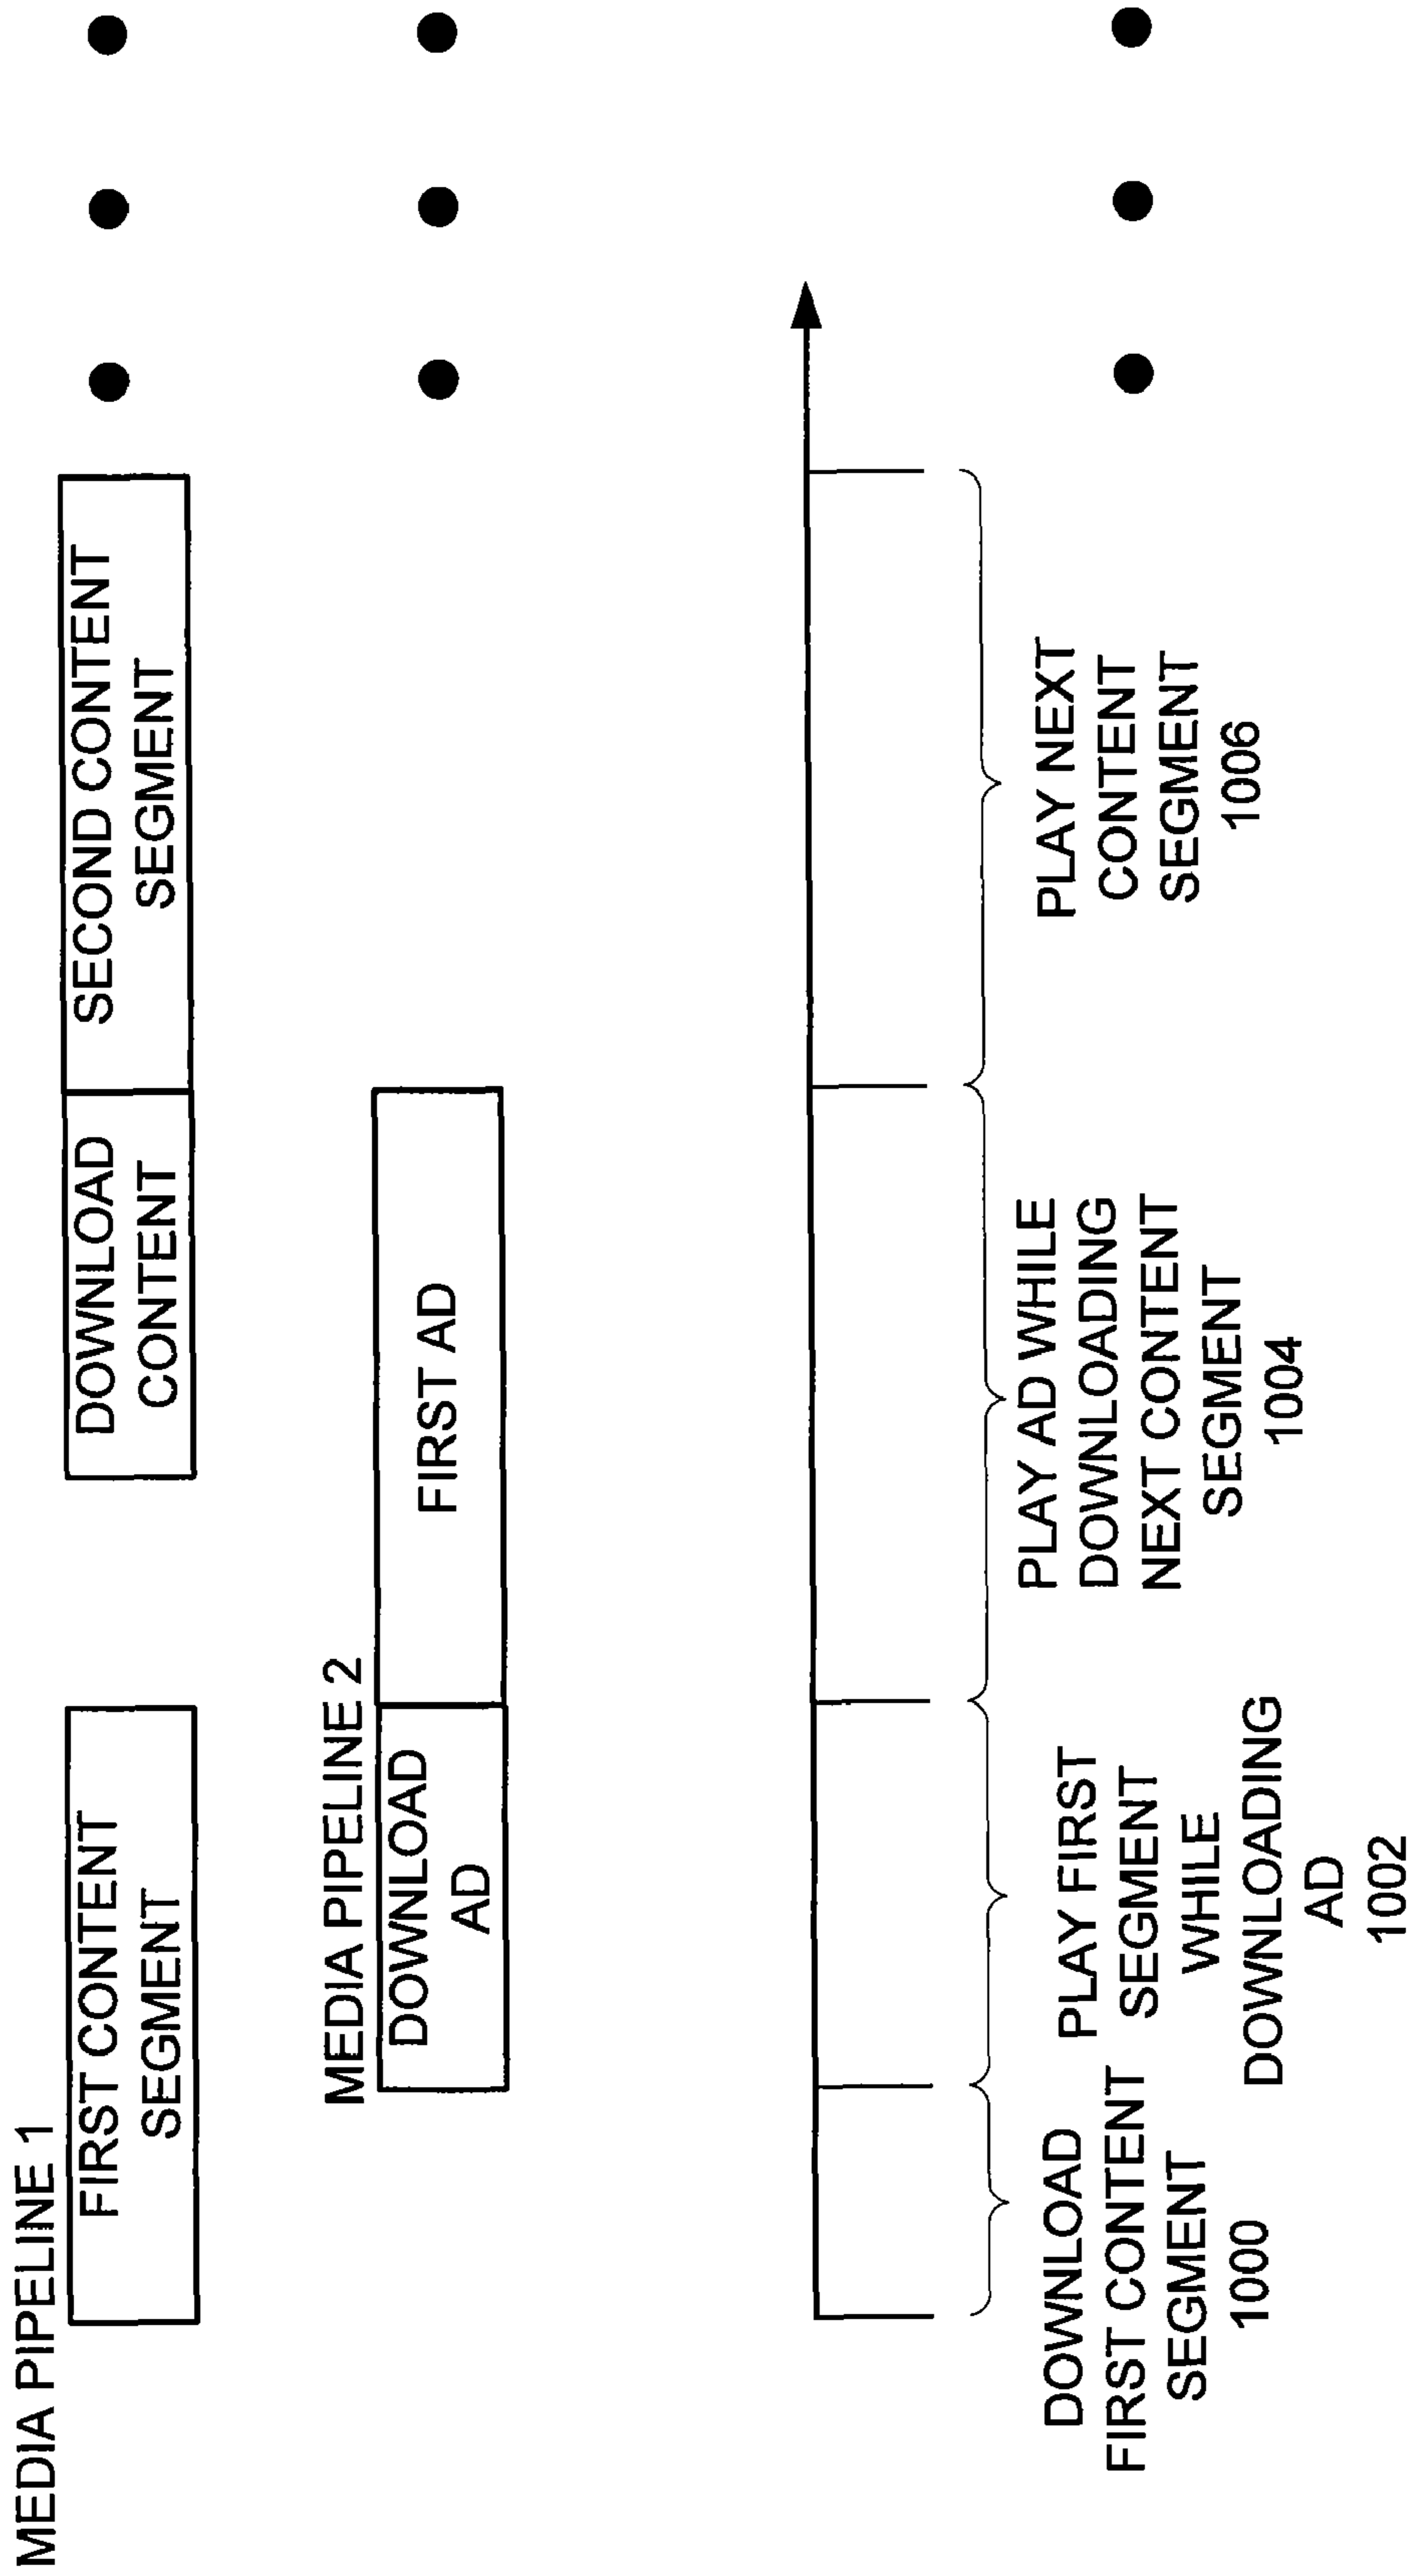 MEDIA PIPELINE 1
FIRST CONTENT
SEGMENT
DOWNLOAD
CONTENT
SECOND CONTENT
SEGMENT
MEDIA PIPELINE 2
DOWNLOAD
AD
FIRST AD
DOWNLOAD
FIRST CONTENT
SEGMENT
1000
PLAY FIRST
SEGMENT
WHILE
DOWNLOADING
AD
1002
PLAY AD WHILE
DOWNLOADING
NEXT CONTENT
SEGMENT
1004
PLAY NEXT
CONTENT
SEGMENT
1006